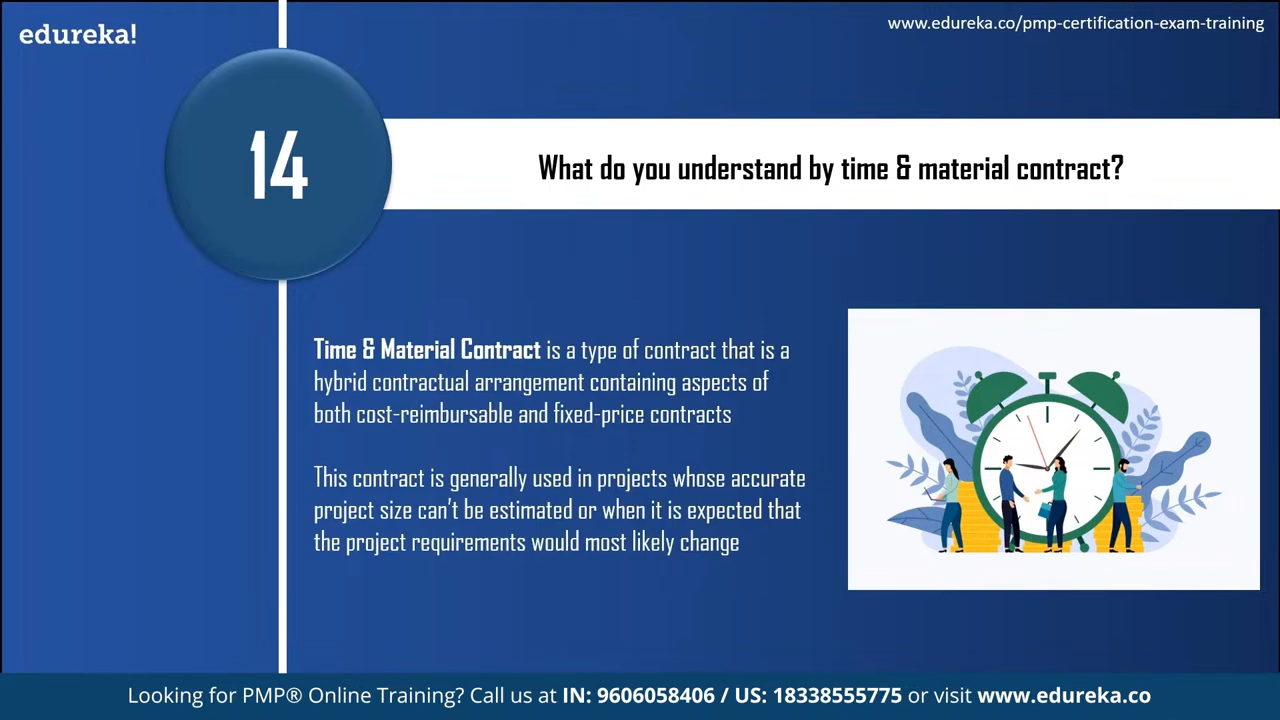 edureka!
www.edureka.co/pmp-certification-exam-training
14
What do you understand by time & material contract?
Time & Material Contract is a type of contract that is a
hybrid contractual arrangement containing aspects of
both cost-reimbursable and fixed-price contracts
This contract is generally used in projects whose accurate
project size can't be estimated or when it is expected that
the project requirements would most likely change
Looking for PMP® Online Training? Call us at IN: 9606058406 / US: 18338555775 or visit www.edureka.co